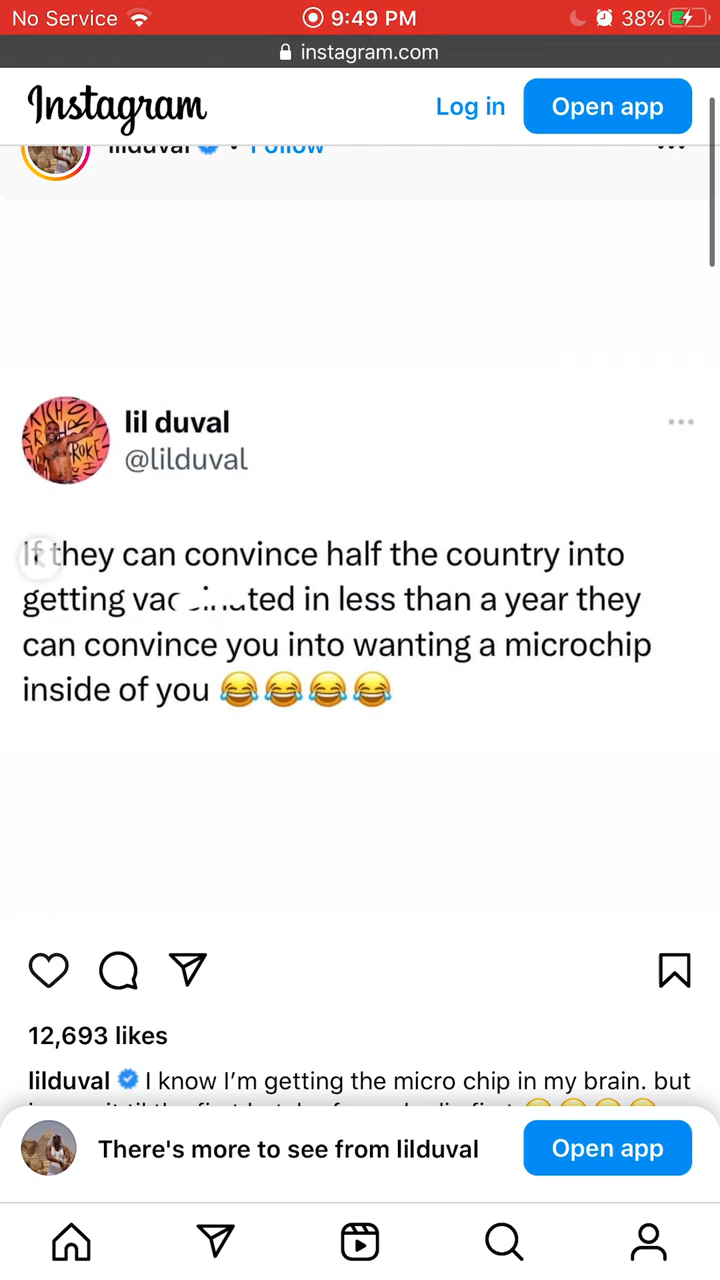 No Service 9:49 PM 38%
instagram.com
Instagram Log in Open app
lilduval • Follow
lil duval
@lilduval
If they can convince half the country into
getting vaccinated in less than a year they
can convince you into wanting a microchip
inside of you 😂😂😂😂
12,693 likes
lilduval I know I'm getting the micro chip in my brain. but
There's more to see from lilduval Open app